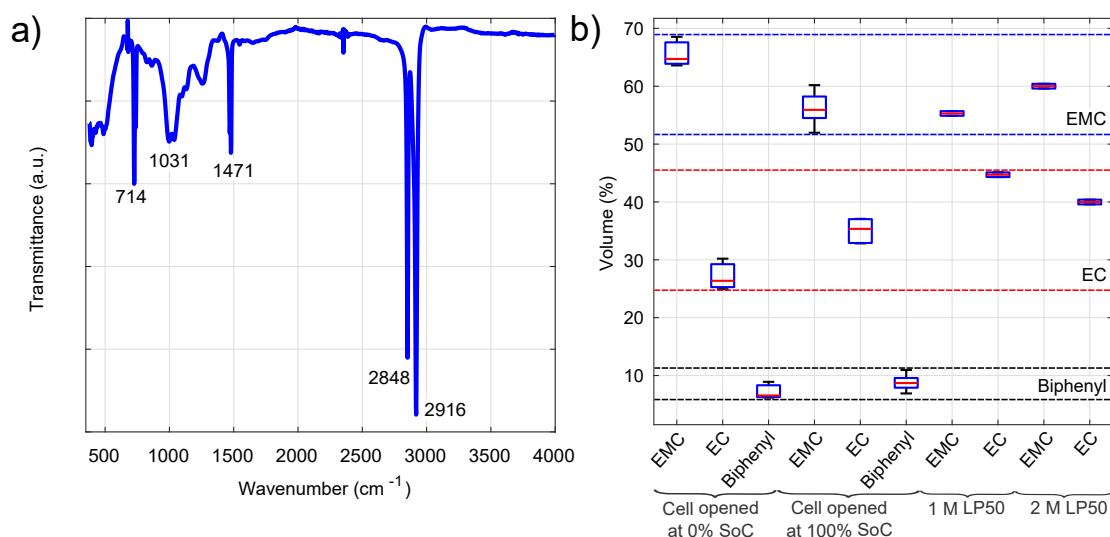 a)
Transmittance (a.u.)
714
1031
1471
2848
2916
500 1000 1500 2000 2500 3000 3500 4000
Wavenumber (cm -1)
b)
Volume (%)
70
60
50
40
30
20
10
EMC
EC
Biphenyl
EMC
EC
Biphenyl
EMC
EC
Biphenyl
EMC
EC
EMC
EC
Cell opened
at 0% SoC
Cell opened
at 100% SoC
1 M LP50
2 M LP50